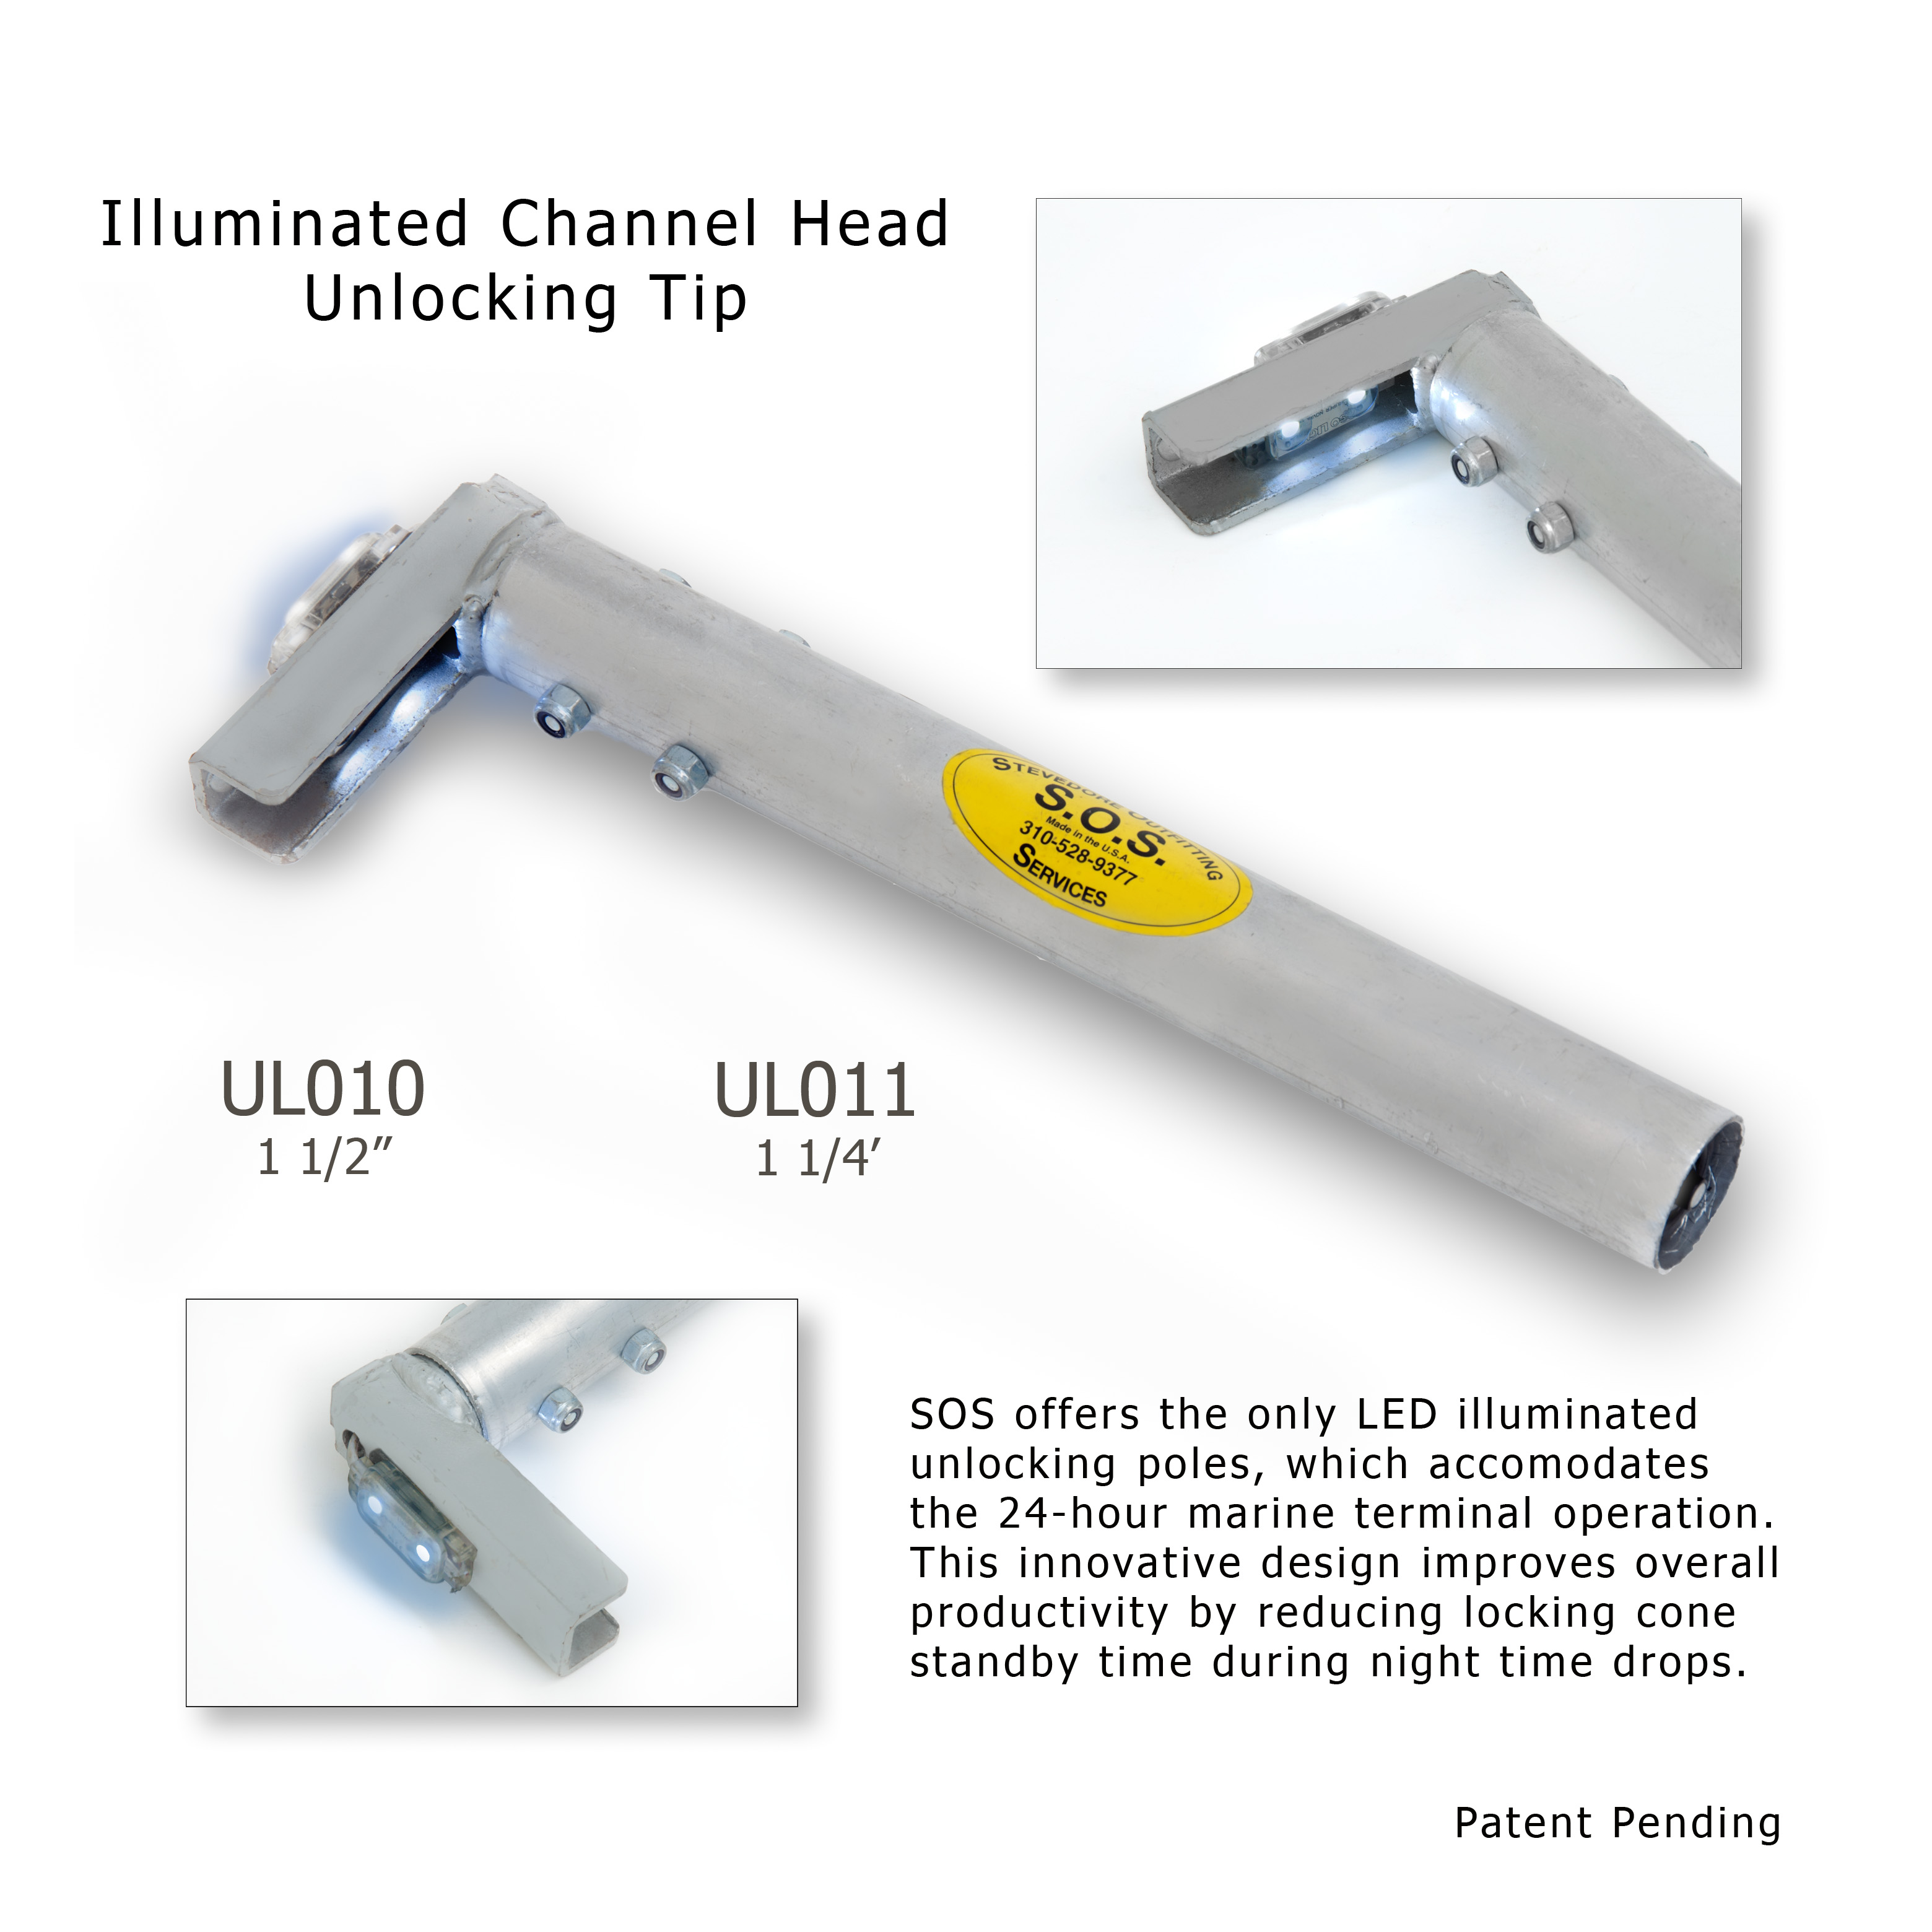 Illuminated Channel Head
Unlocking Tip
STEVEDORE OUTFITTING
S.O.S.
Made in the U.S.A.
310-528-9377
SERVICES
UL010
1 1/2”
UL011
1 1/4’
SOS offers the only LED illuminated
unlocking poles, which accomodates
the 24-hour marine terminal operation.
This innovative design improves overall
productivity by reducing locking cone
standby time during night time drops.
Patent Pending